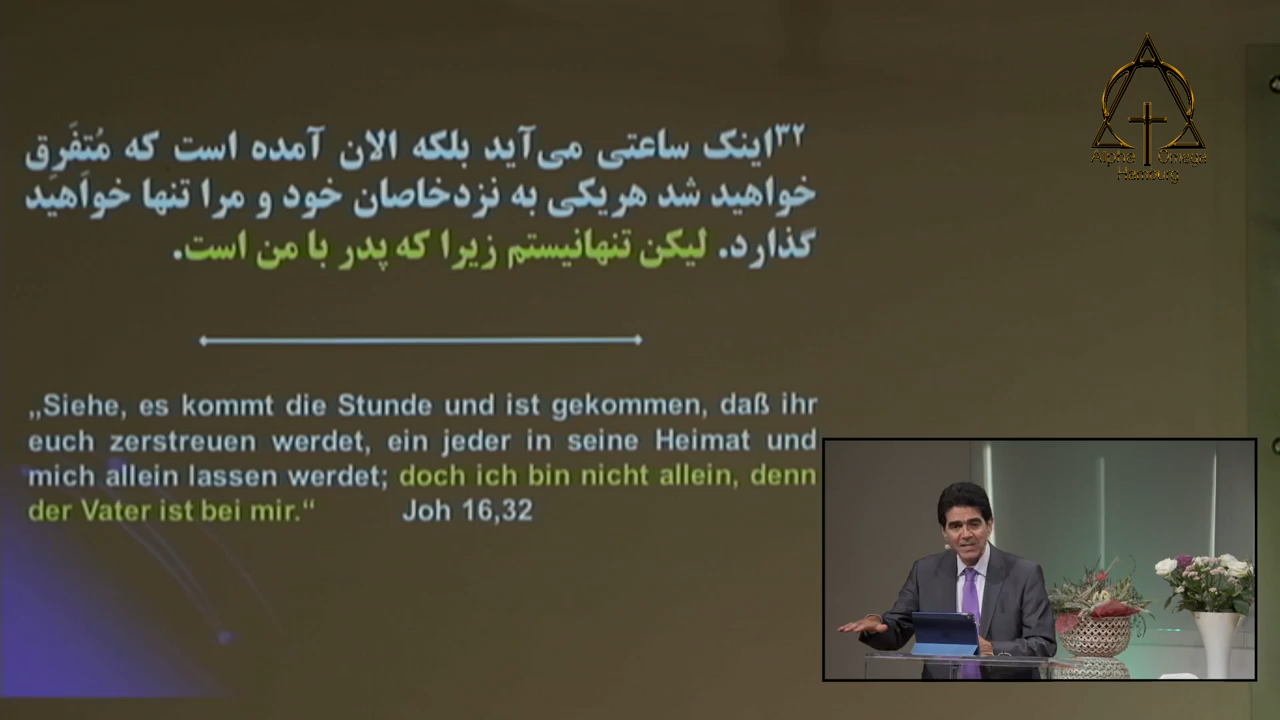 ۳۲اینک ساعتی می‌آید بلکه الان آمده است که مُتفَرِق
خواهید شد هریکی به نزدخاصان خود و مرا تنها خواهید
گذارد. لیکن تنهانیستم زیرا که پدر با من است.
„Siehe, es kommt die Stunde und ist gekommen, daß ihr
euch zerstreuen werdet, ein jeder in seine Heimat und
mich allein lassen werdet; doch ich bin nicht allein, denn
der Vater ist bei mir.“ Joh 16,32
Alpha Omega
Hamburg